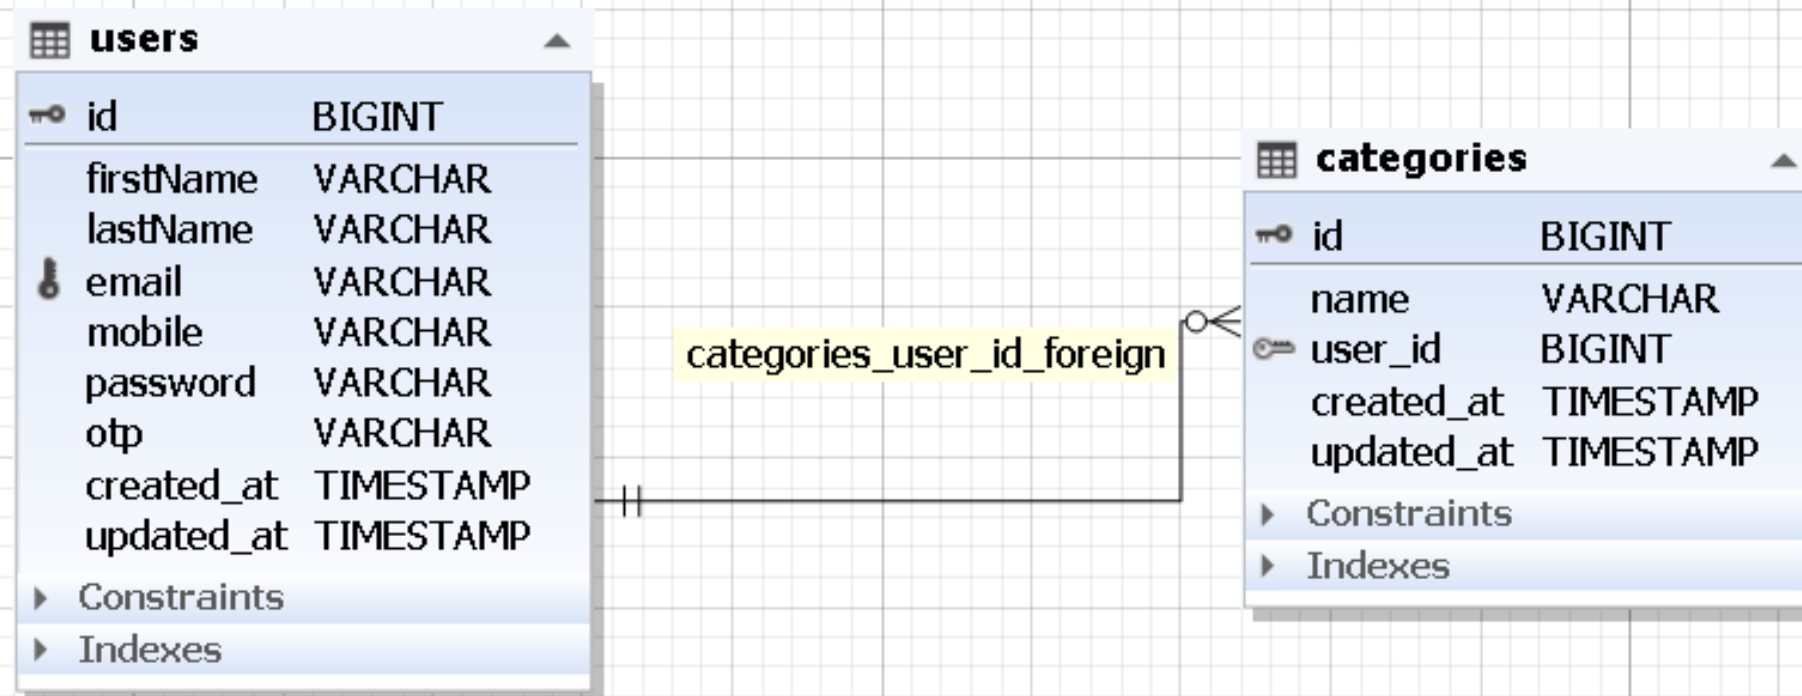 users
id BIGINT
firstName VARCHAR
lastName VARCHAR
email VARCHAR
mobile VARCHAR
password VARCHAR
otp VARCHAR
created_at TIMESTAMP
updated_at TIMESTAMP
Constraints
Indexes
categories_user_id_foreign
categories
id BIGINT
name VARCHAR
user_id BIGINT
created_at TIMESTAMP
updated_at TIMESTAMP
Constraints
Indexes